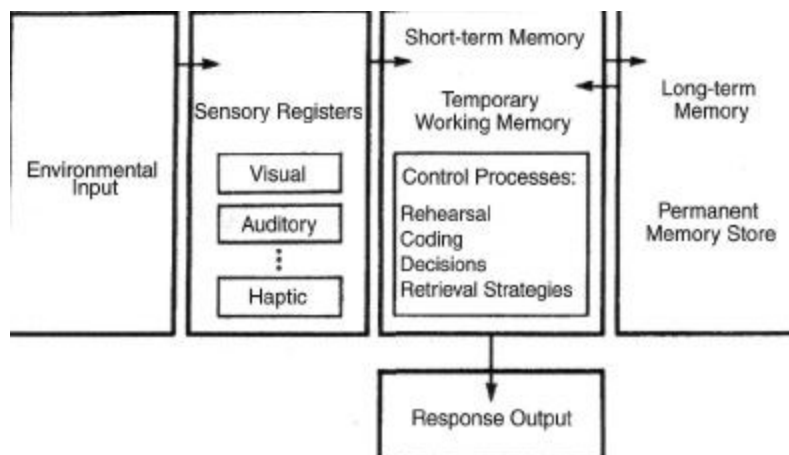 Environmental
Input
Sensory Registers
Visual
Auditory
Haptic
Short-term Memory
Temporary
Working Memory
Control Processes:
Rehearsal
Coding
Decisions
Retrieval Strategies
Long-term
Memory
Permanent
Memory Store
Response Output